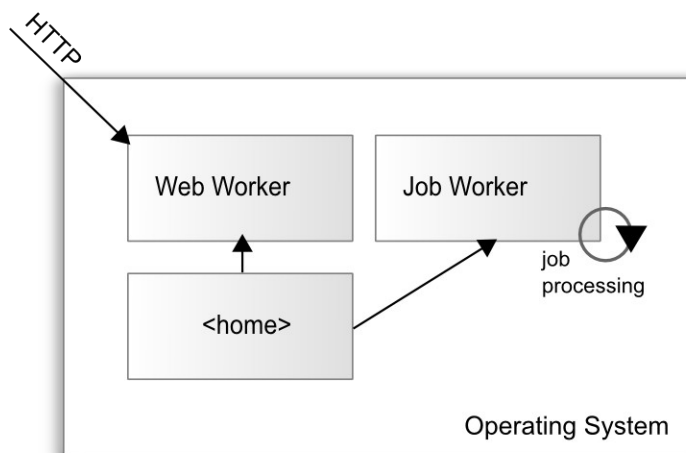 HTTP
Web Worker
Job Worker
job
processing
<home>
Operating System